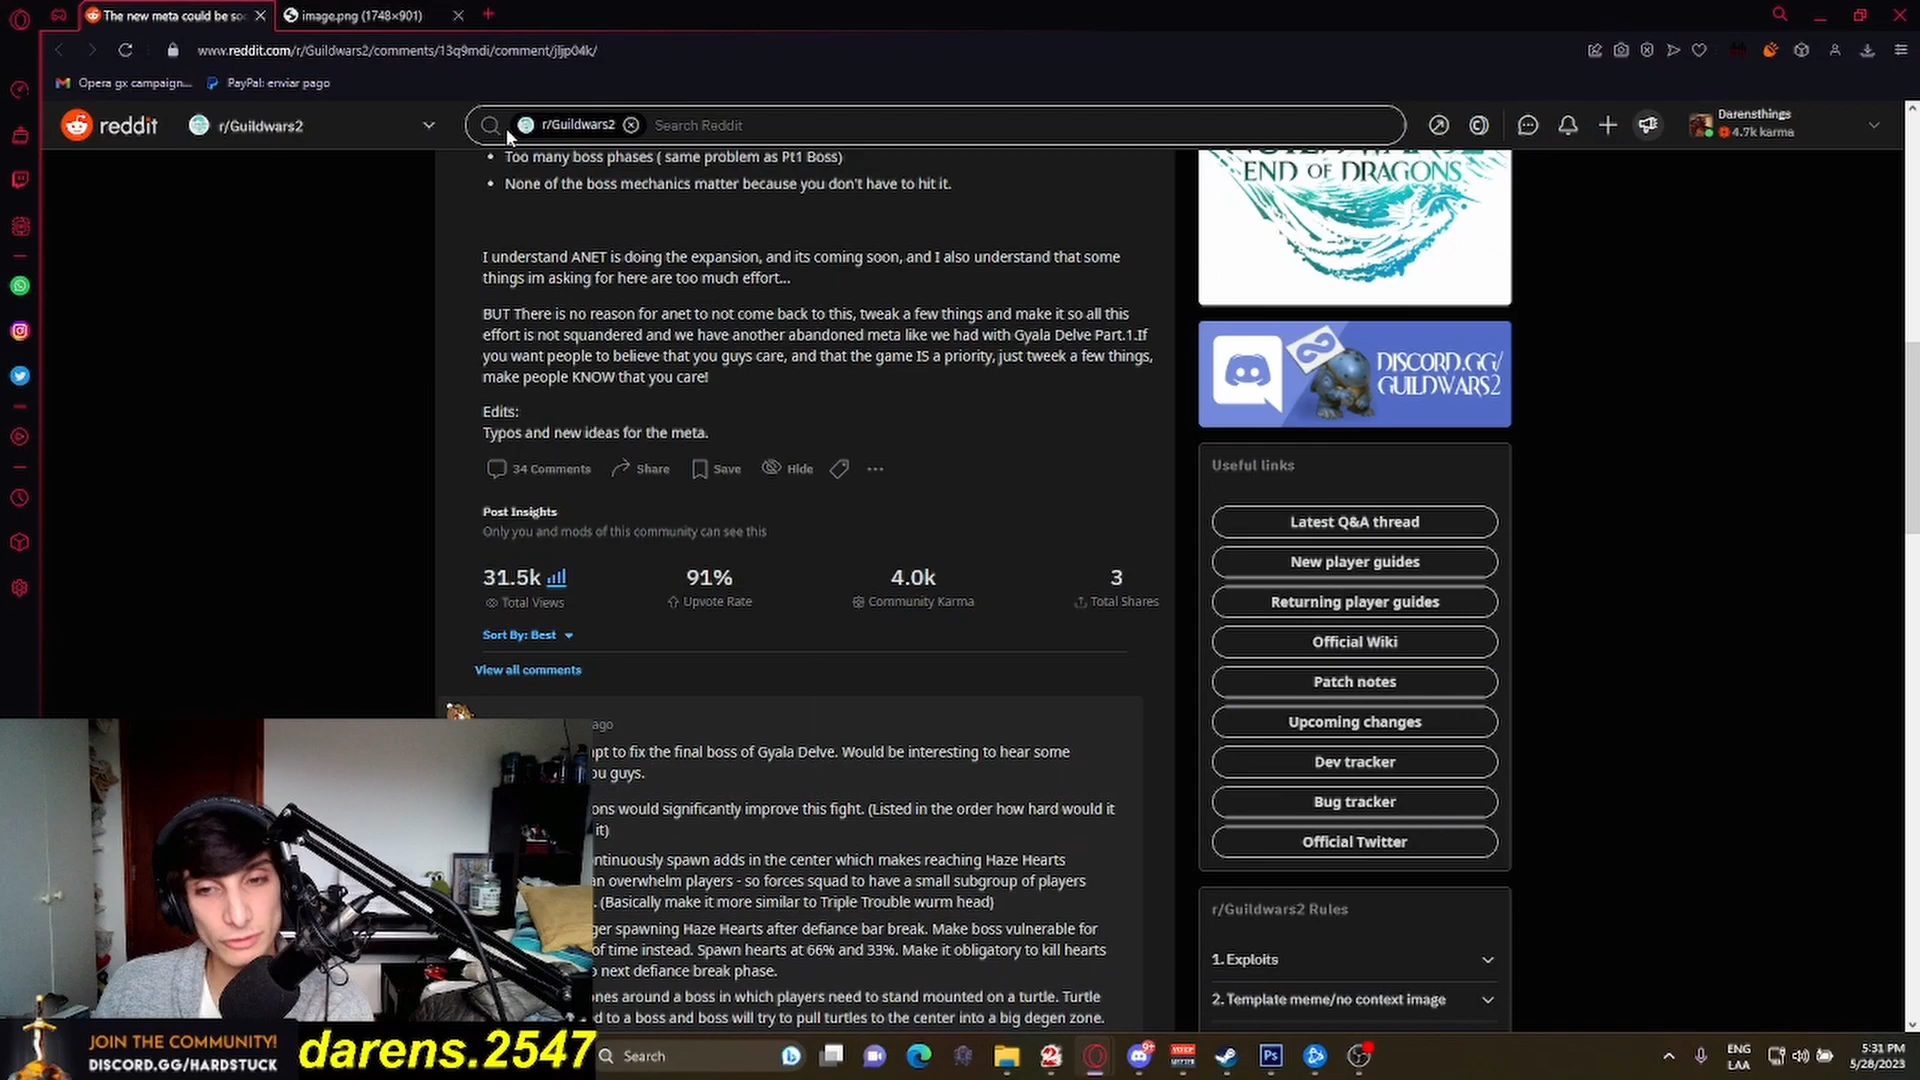 The new meta could be so
image.png (1748×901)
www.reddit.com/r/Guildwars2/comments/13q9mdi/comment/jljp04k/
Opera gx campaign...
PayPal: enviar pago
reddit
r/Guildwars2
r/Guildwars2
Search Reddit
Darensthings
4.7k karma
Too many boss phases ( same problem as Pt1 Boss)
None of the boss mechanics matter because you don't have to hit it.
I understand ANET is doing the expansion, and its coming soon, and I also understand that some
things im asking for here are too much effort...
BUT There is no reason for anet to not come back to this, tweak a few things and make it so all this
effort is not squandered and we have another abandoned meta like we had with Gyala Delve Part.1.If
you want people to believe that you guys care, and that the game IS a priority, just tweek a few things,
make people KNOW that you care!
Edits:
Typos and new ideas for the meta.
34 Comments
Share
Save
Hide
Post Insights
Only you and mods of this community can see this
31.5k
91%
4.0k
3
Total Views
Upvote Rate
Community Karma
Total Shares
Sort By: Best
View all comments
ago
pt to fix the final boss of Gyala Delve. Would be interesting to hear some
ou guys.
ons would significantly improve this fight. (Listed in the order how hard would it
it)
ntinuously spawn adds in the center which makes reaching Haze Hearts
an overwhelm players - so forces squad to have a small subgroup of players
. (Basically make it more similar to Triple Trouble wurm head)
ger spawning Haze Hearts after defiance bar break. Make boss vulnerable for
of time instead. Spawn hearts at 66% and 33%. Make it obligatory to kill hearts
o next defiance break phase.
ones around a boss in which players need to stand mounted on a turtle. Turtle
d to a boss and boss will try to pull turtles to the center into a big degen zone.
END OF DRAGONS
DISCORD.GG/
GUILDWARS2
Useful links
Latest Q&A thread
New player guides
Returning player guides
Official Wiki
Patch notes
Upcoming changes
Dev tracker
Bug tracker
Official Twitter
r/Guildwars2 Rules
1. Exploits
2. Template meme/no context image
JOIN THE COMMUNITY!
DISCORD.GG/HARDSTUCK
darens.2547
Search
9+
ENG
LAA
5:31 PM
5/28/2023